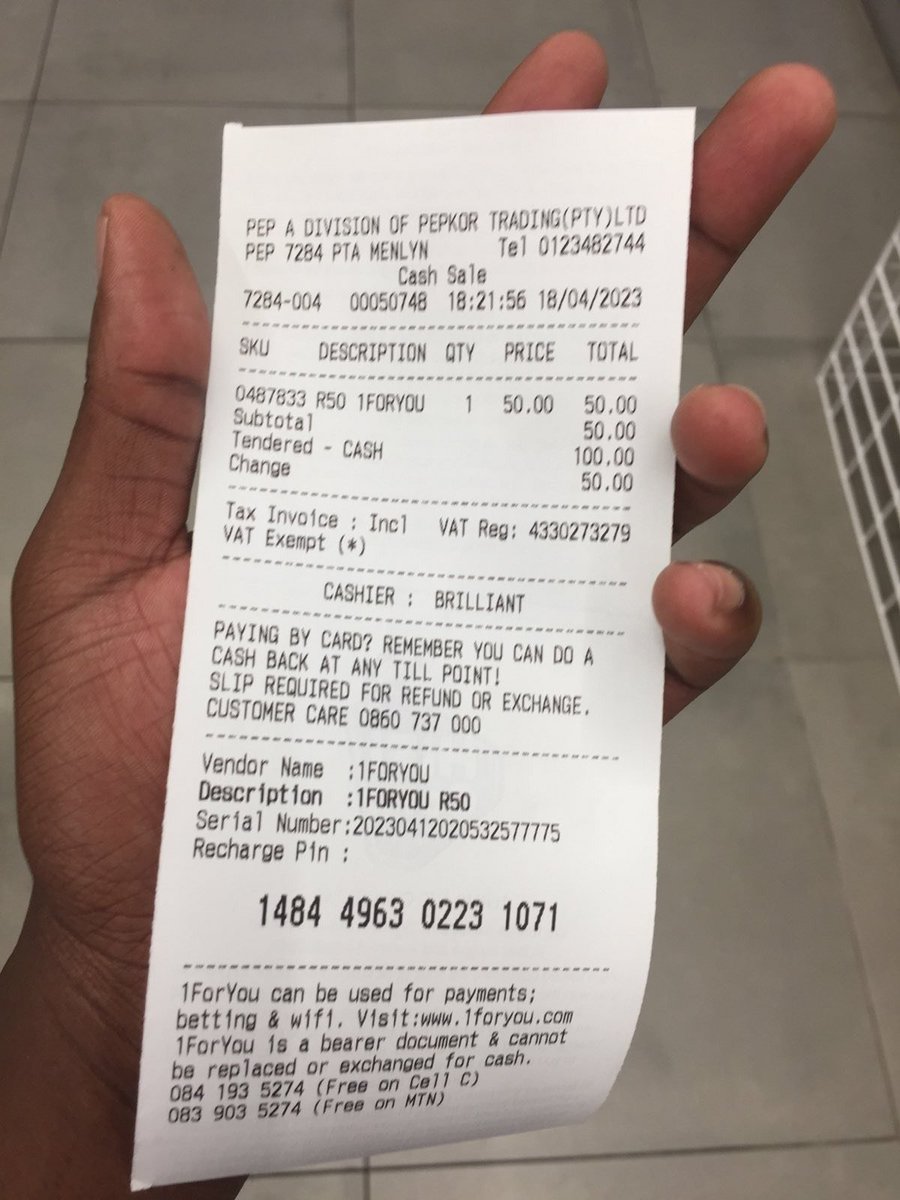 PEP A DIVISION OF PEPKOR TRADING(PTY)LTD
PEP 7284 PTA MENLYN Tel 0123482744
Cash Sale
7284-004 00050748 18:21:56 18/04/2023
SKU DESCRIPTION QTY PRICE TOTAL
0487833 R50 1FORYOU 1 50.00 50.00
Subtotal 50.00
Tendered - CASH 100.00
Change 50.00
Tax Invoice : Incl VAT Reg: 4330273279
VAT Exempt (*)
CASHIER : BRILLIANT
PAYING BY CARD? REMEMBER YOU CAN DO A
CASH BACK AT ANY TILL POINT!
SLIP REQUIRED FOR REFUND OR EXCHANGE.
CUSTOMER CARE 0860 737 000
Vendor Name :1FORYOU
Description :1FORYOU R50
Serial Number:20230412020532577775
Recharge Pin :
1484 4963 0223 1071
1ForYou can be used for payments;
betting & wifi. Visit:www.1foryou.com
1ForYou is a bearer document & cannot
be replaced or exchanged for cash.
084 193 5274 (Free on Cell C)
083 903 5274 (Free on MTN)